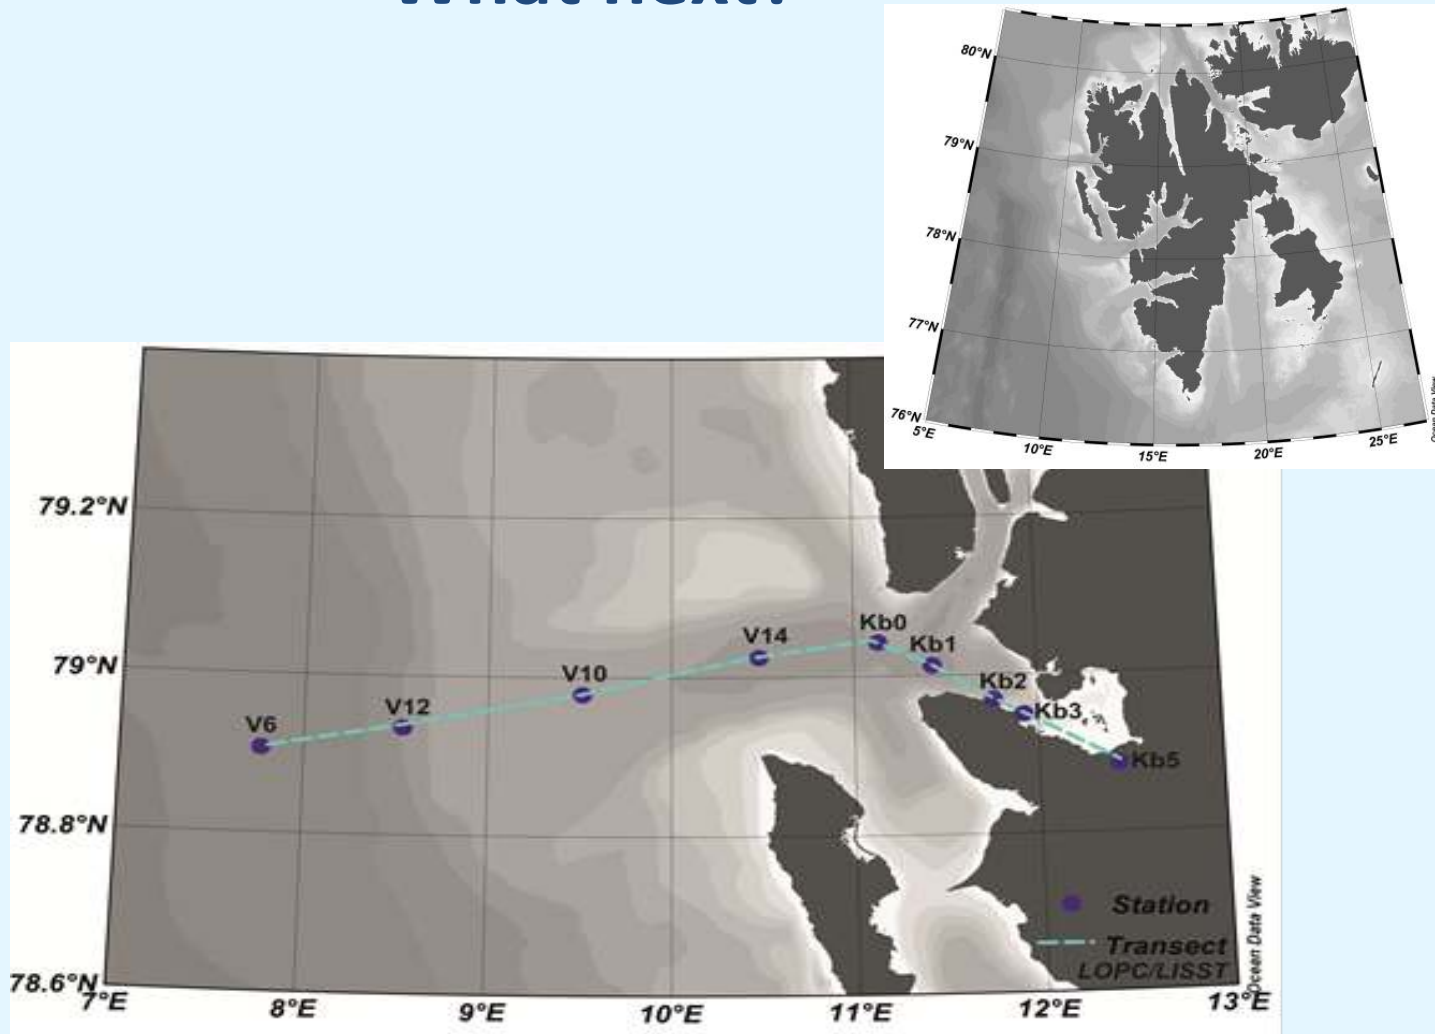 What next?
80°N
79°N
78°N
77°N
76°N
5°E
10°E
15°E
20°E
25°E
Ocean Data View
79.2°N
79°N
78.8°N
78.6°N
7°E
8°E
9°E
10°E
11°E
12°E
13°E
V6
V12
V10
V14
Kb0
Kb1
Kb2
Kb3
Kb5
Station
Transect
LOPC/LISST
Ocean Data View